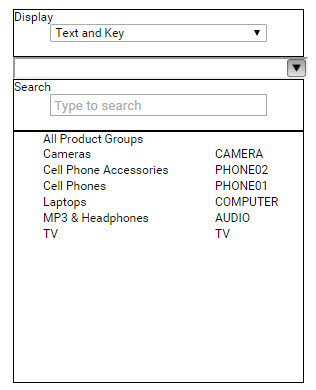 Display
Text and Key
Search
Type to search
All Product Groups
Cameras CAMERA
Cell Phone Accessories PHONE02
Cell Phones PHONE01
Laptops COMPUTER
MP3 & Headphones AUDIO
TV TV